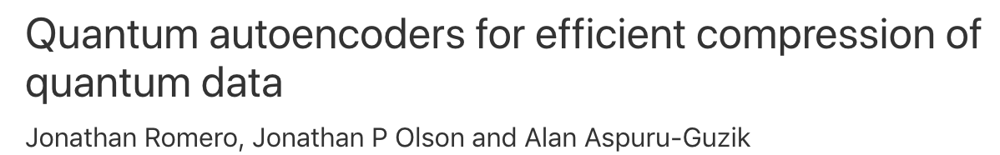 Quantum autoencoders for efficient compression of
quantum data
Jonathan Romero, Jonathan P Olson and Alan Aspuru-Guzik